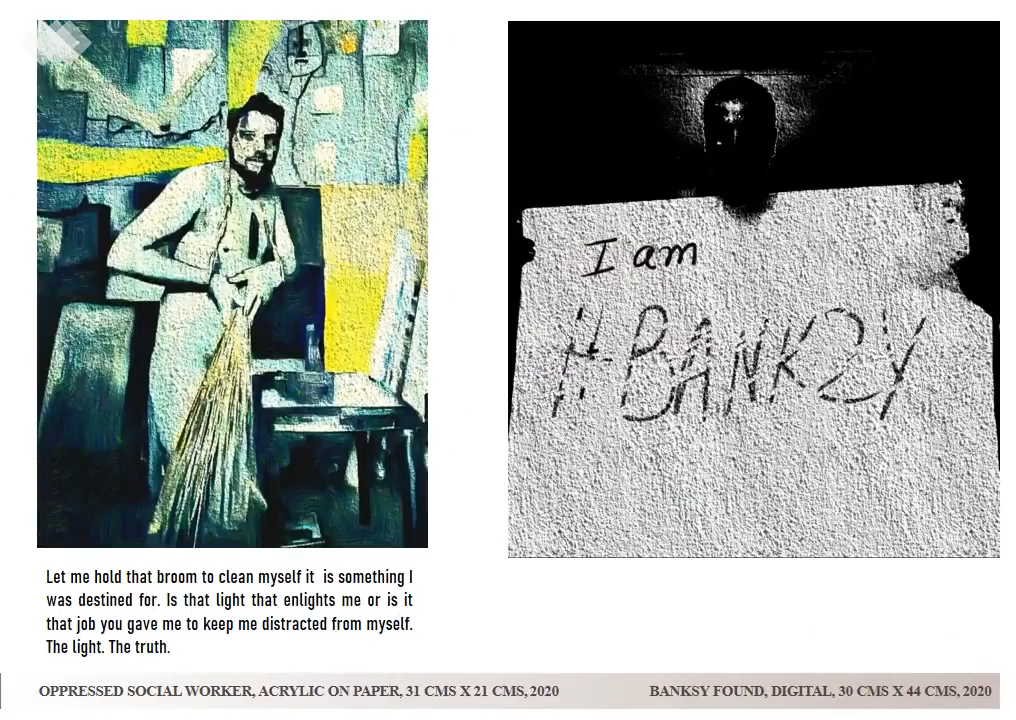 I am
#BANKSY
Let me hold that broom to clean myself it is something I
was destined for. Is that light that enlights me or is it
that job you gave me to keep me distracted from myself.
The light. The truth.
OPPRESSED SOCIAL WORKER, ACRYLIC ON PAPER, 31 CMS X 21 CMS, 2020
BANKSY FOUND, DIGITAL, 30 CMS X 44 CMS, 2020